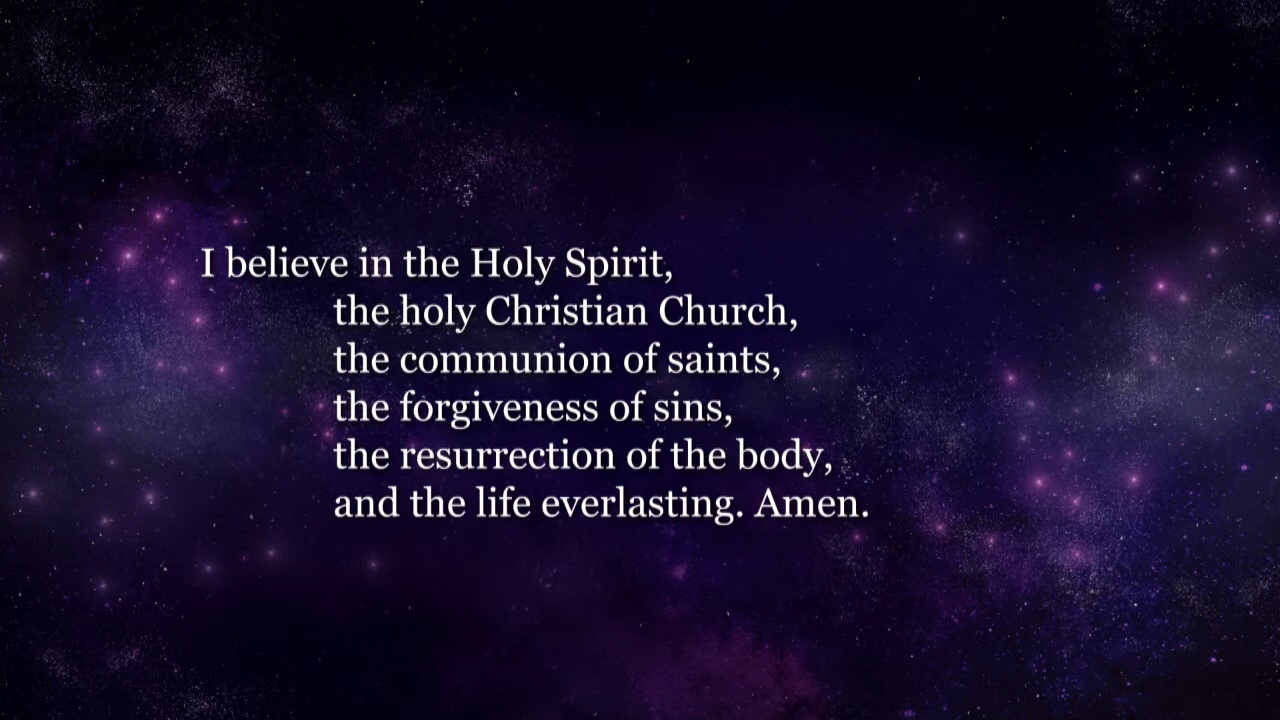 I believe in the Holy Spirit,
the holy Christian Church,
the communion of saints,
the forgiveness of sins,
the resurrection of the body,
and the life everlasting. Amen.